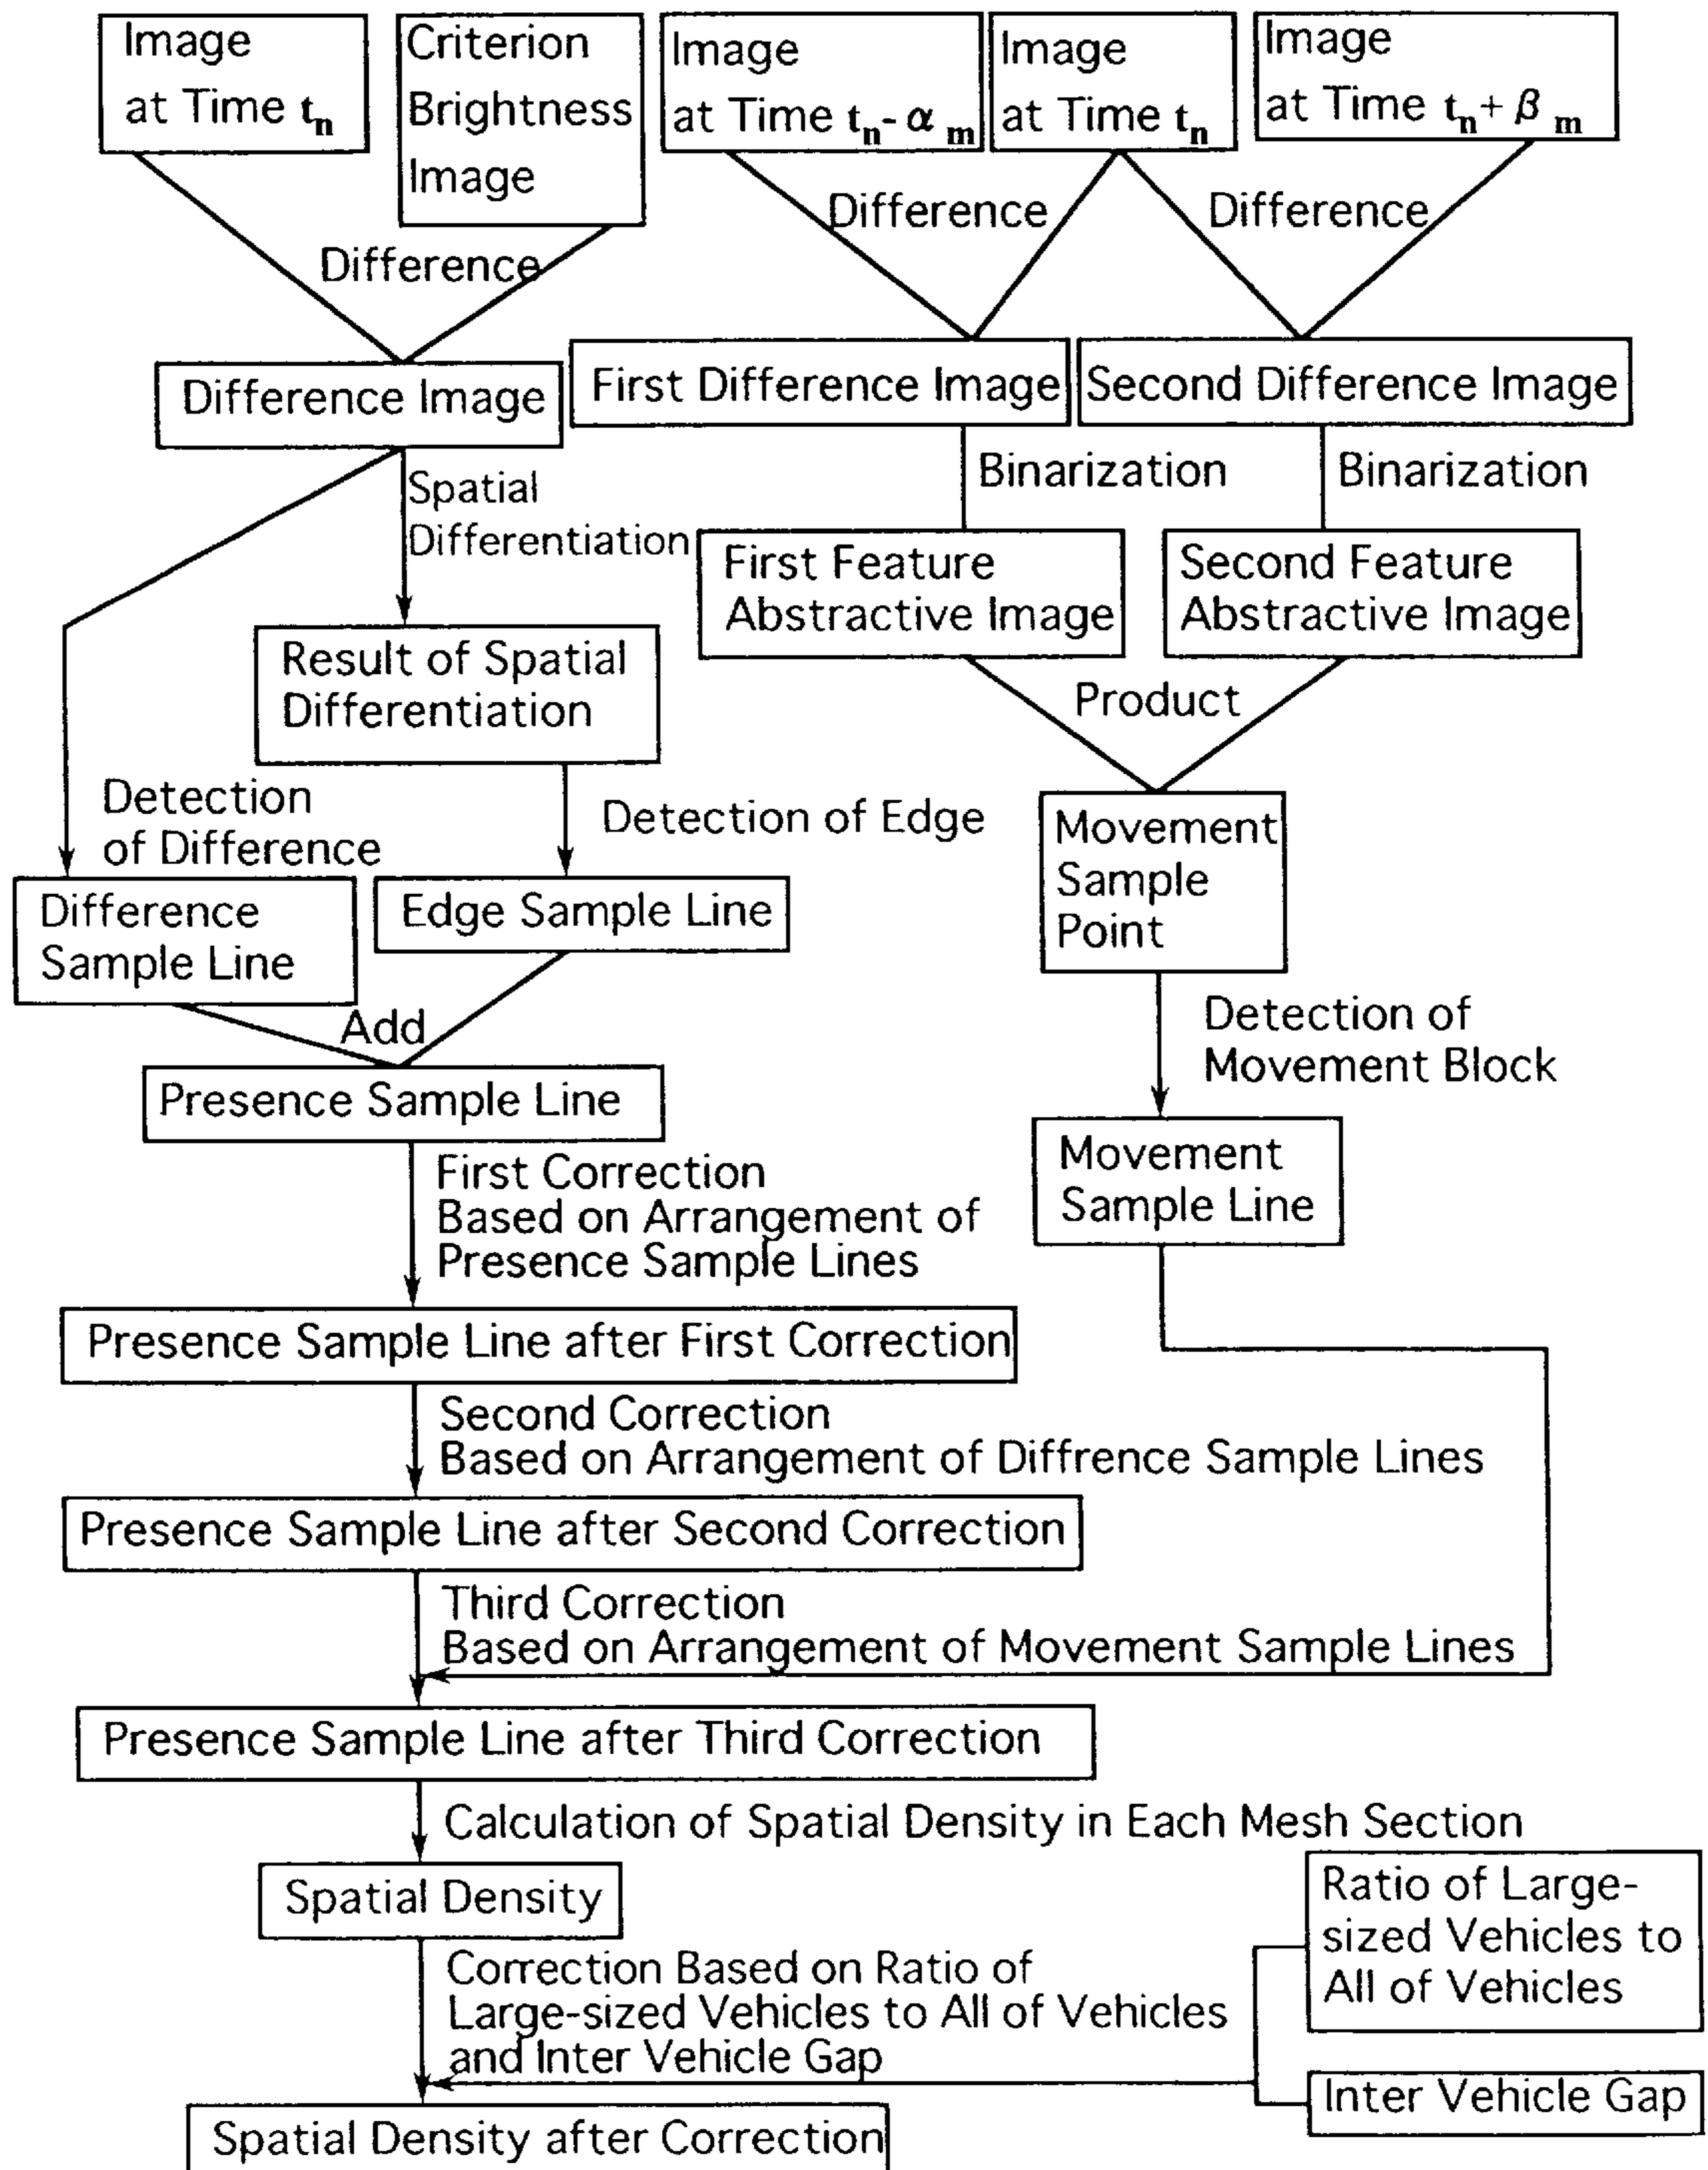 Image
at Time tn
Criterion
Brightness
Image
Image
at Time tn-αm
Image
at Time tn
Image
at Time tn+βm
Difference
Difference
Difference
Difference Image
First Difference Image
Second Difference Image
Spatial
Differentiation
Binarization
Binarization
First Feature
Abstractive Image
Second Feature
Abstractive Image
Result of Spatial
Differentiation
Product
Detection
of Difference
Detection of Edge
Movement
Sample
Point
Difference
Sample Line
Edge Sample Line
Add
Detection of
Movement Block
Presence Sample Line
Movement
Sample Line
First Correction
Based on Arrangement of
Presence Sample Lines
Presence Sample Line after First Correction
Second Correction
Based on Arrangement of Diffrence Sample Lines
Presence Sample Line after Second Correction
Third Correction
Based on Arrangement of Movement Sample Lines
Presence Sample Line after Third Correction
Calculation of Spatial Density in Each Mesh Section
Spatial Density
Ratio of Large-
sized Vehicles to
All of Vehicles
Correction Based on Ratio of
Large-sized Vehicles to All of Vehicles
and Inter Vehicle Gap
Inter Vehicle Gap
Spatial Density after Correction